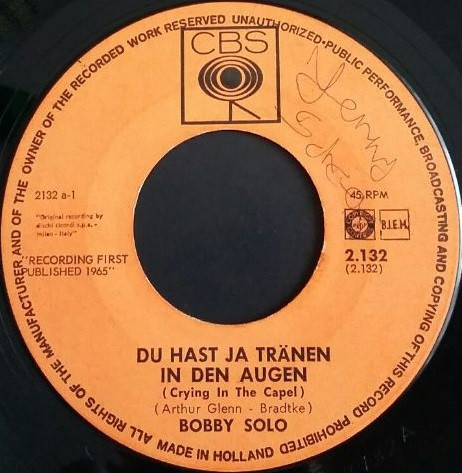 ALL RIGHTS OF THE MANUFACTURER AND OF THE OWNER OF THE RECORDED WORK RESERVED UNAUTHORIZED·PUBLIC PERFORMANCE, BROADCASTING AND COPYING OF THIS RECORD PROHIBITED
CBS
2132 a-1
45 RPM
"Original recording by
dischi ricordi s.p.a. -
milan - Italy"
B.I.E.M.
"RECORDING FIRST
PUBLISHED 1965"
2.132
(2.132)
DU HAST JA TRÄNEN
IN DEN AUGEN
(Crying In The Capel)
(Arthur Glenn - Bradtke)
BOBBY SOLO
MADE IN HOLLAND